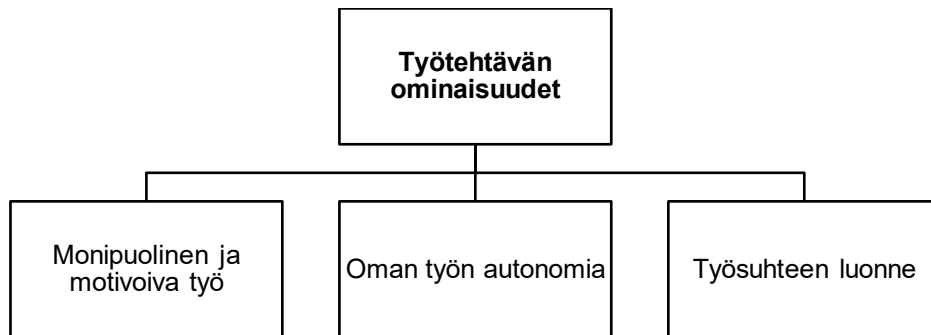 Työtehtävän
ominaisuudet
Monipuolinen ja
motivoiva työ
Oman työn autonomia
Työsuhteen luonne